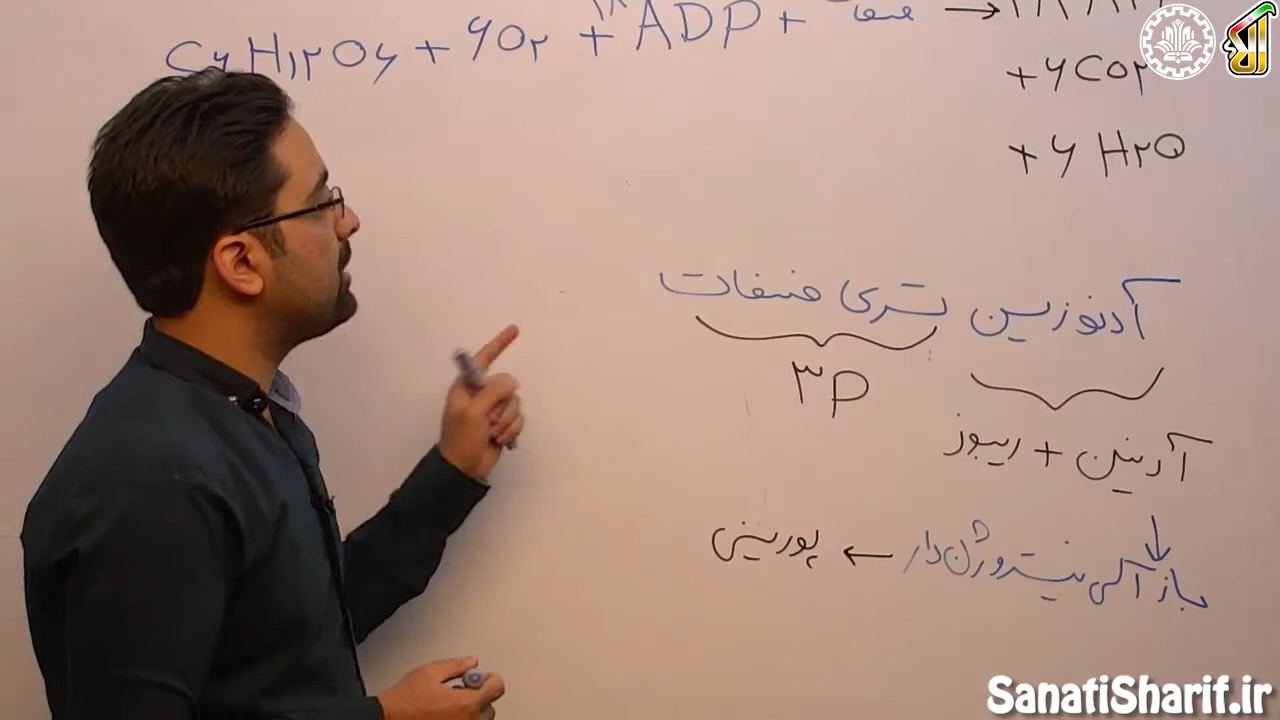 C۶H۱۲O۶ + ۶O۲ + ADP + فسفات →
+ ۶CO۲
+ ۶ H۲O
آدنوزین تری فسفات
۳P
آدنین + ریبوز
باز آلی نیتروژن دار ← پورینی
SanatiSharif.ir